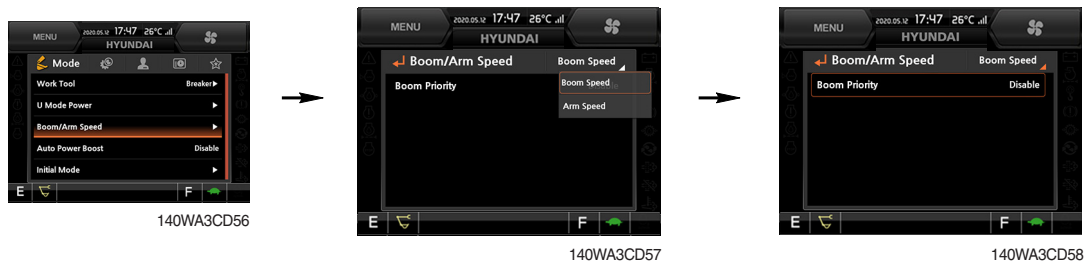 MENU
2020.05.12 17:47 26°C
HYUNDAI
Mode
Work Tool Breaker▶
U Mode Power ▶
Boom/Arm Speed ▶
Auto Power Boost Disable
Initial Mode ▶
E F
140WA3CD56
MENU
2020.05.12 17:47 26°C
HYUNDAI
Boom/Arm Speed Boom Speed
Boom Priority
Boom Speed
Arm Speed
E F
140WA3CD57
MENU
2020.05.12 17:47 26°C
HYUNDAI
Boom/Arm Speed Boom Speed
Boom Priority Disable
E F
140WA3CD58